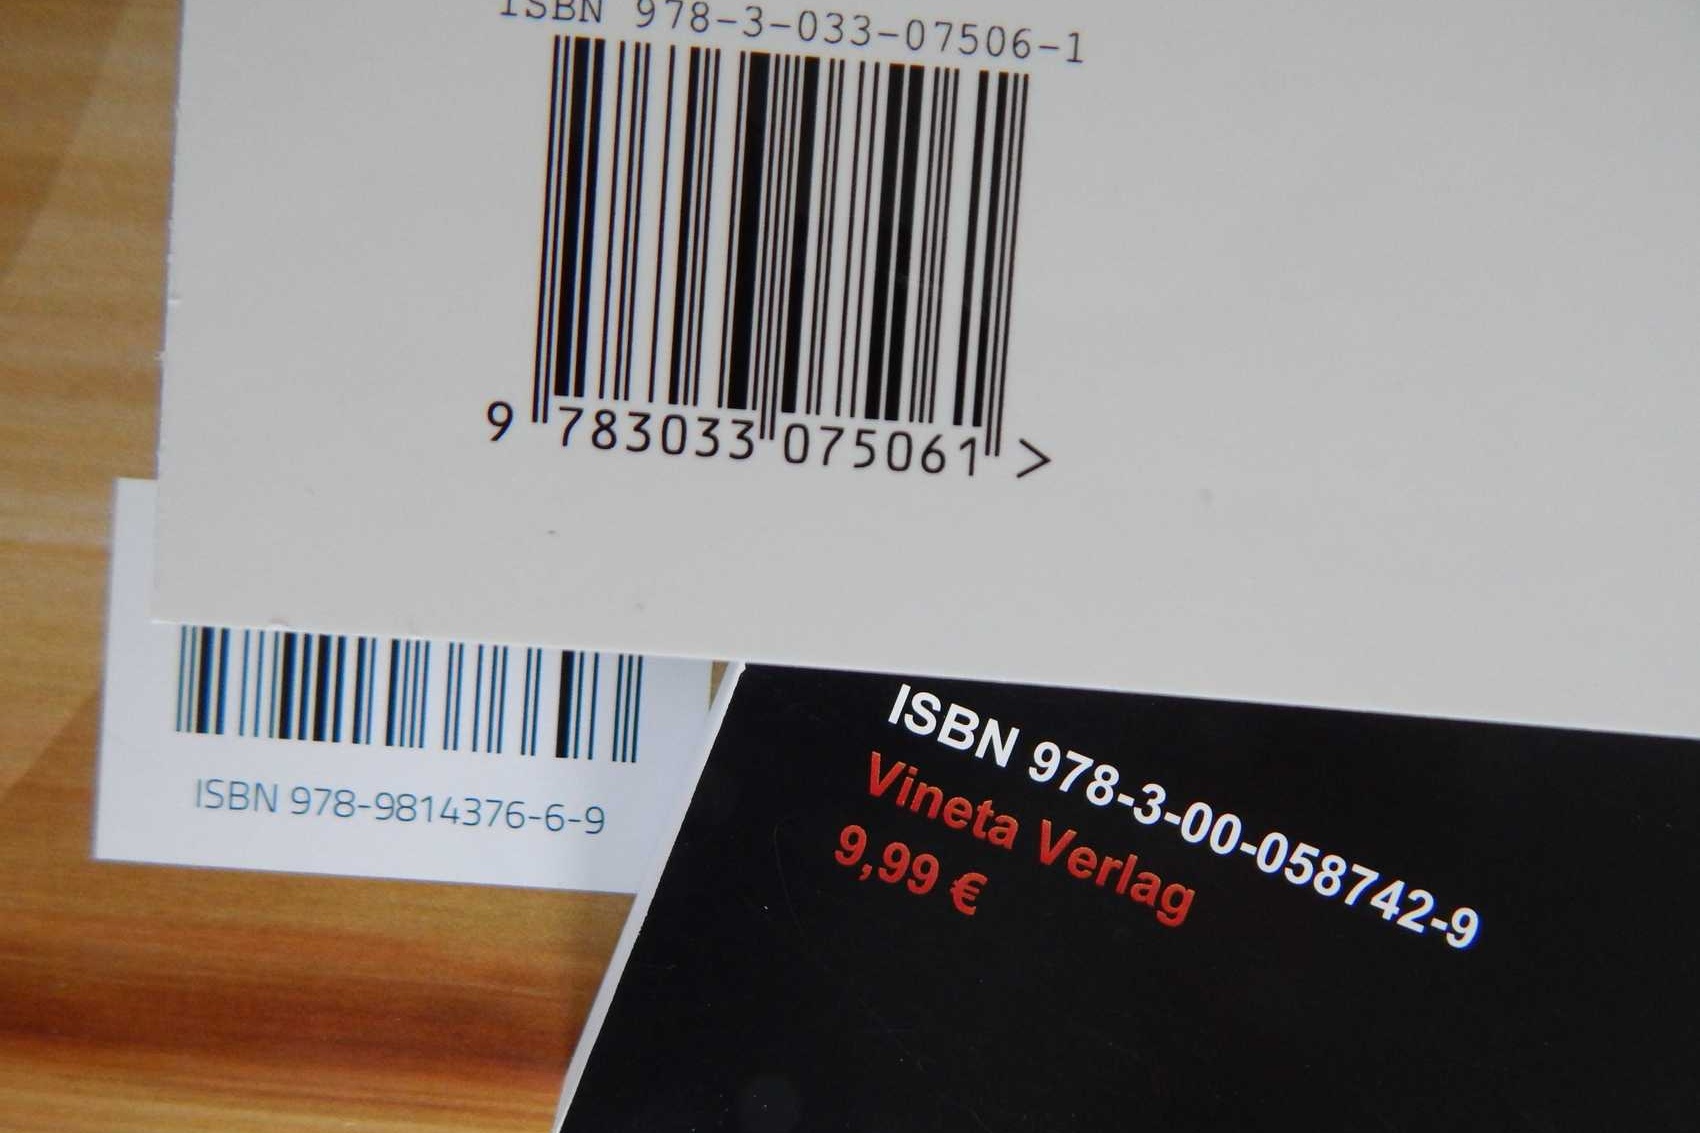 ISBN 978-3-033-07506-1
9 783033 075061 >
ISBN 978-9814376-6-9
ISBN 978-3-00-058742-9
Vineta Verlag
9,99 €